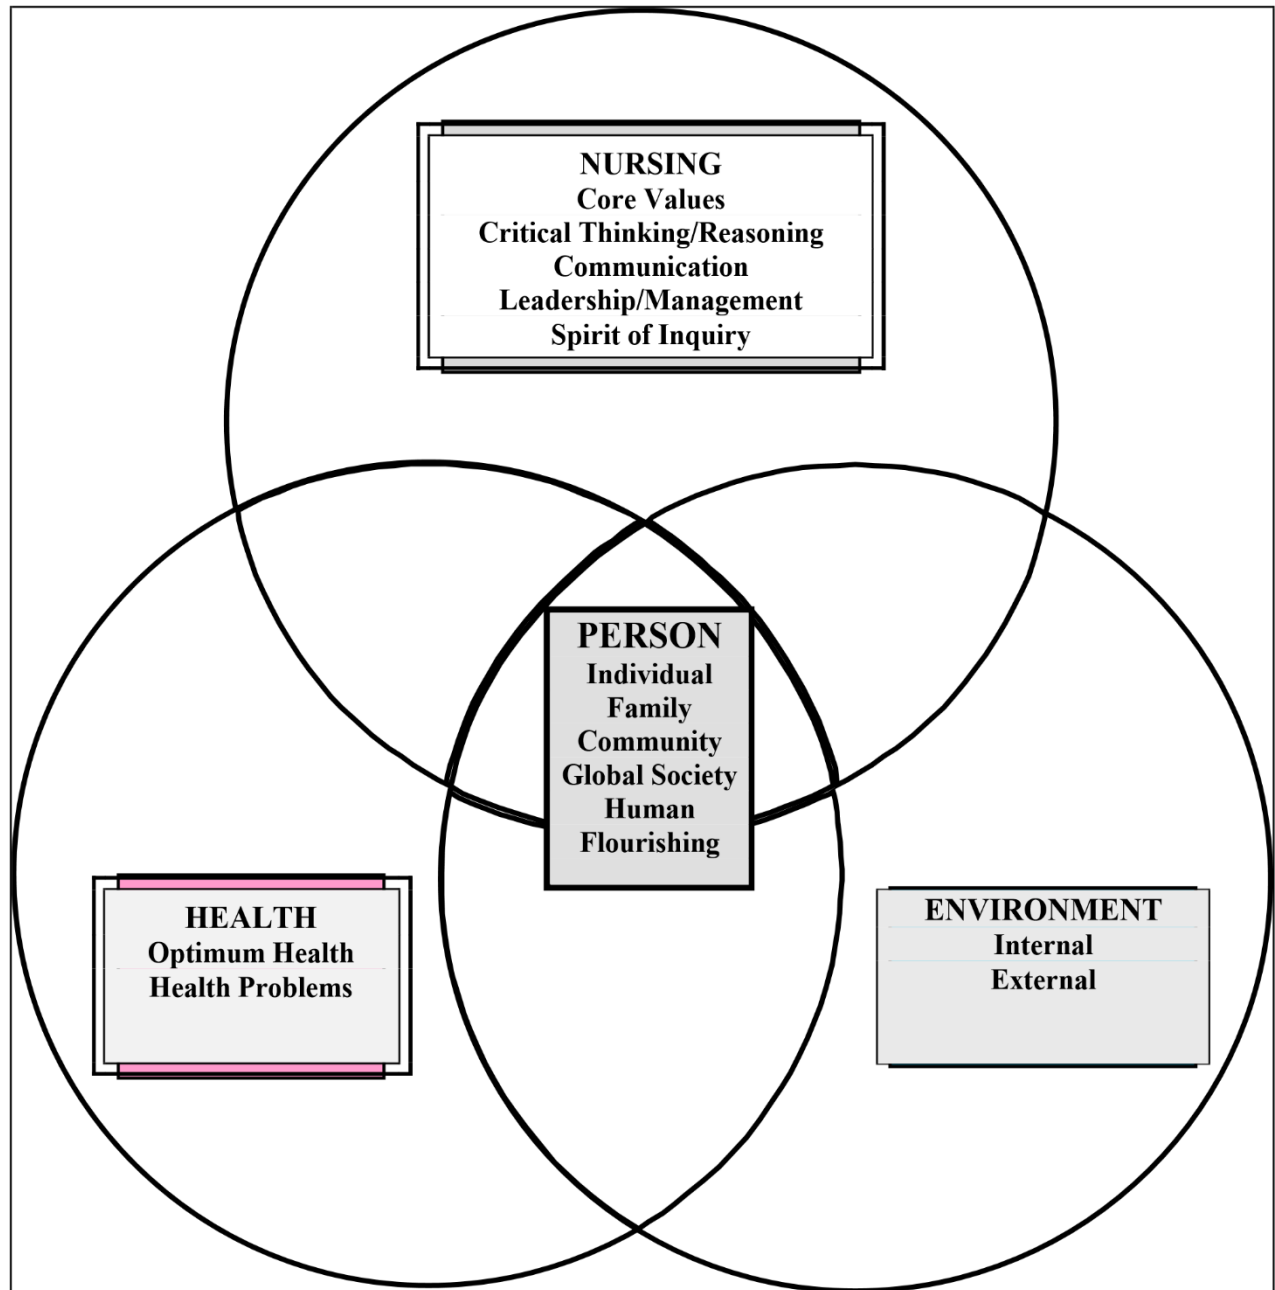 NURSING
Core Values
Critical Thinking/Reasoning
Communication
Leadership/Management
Spirit of Inquiry
PERSON
Individual
Family
Community
Global Society
Human
Flourishing
HEALTH
Optimum Health
Health Problems
ENVIRONMENT
Internal
External